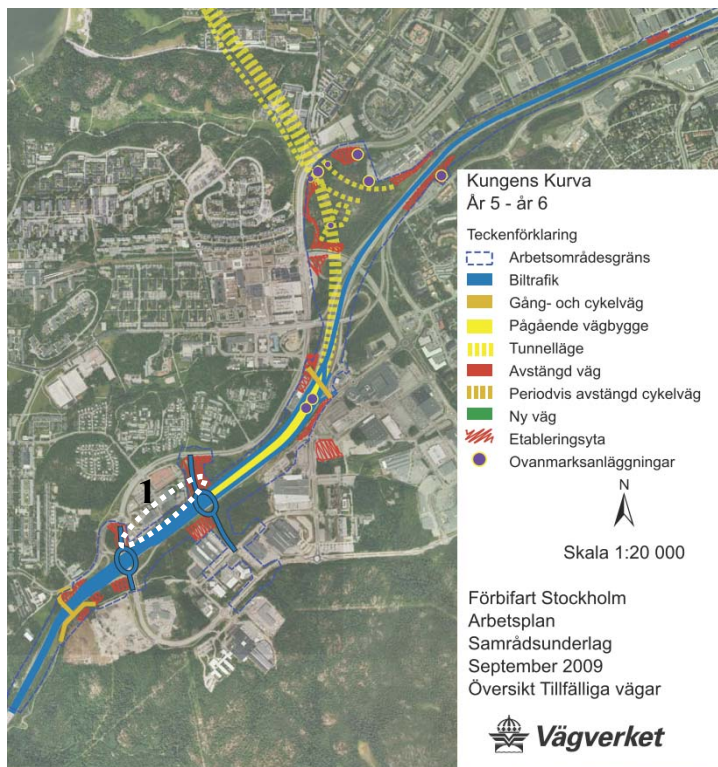 Kungens Kurva
År 5 - år 6
Teckenförklaring
Arbetsområdesgräns
Biltrafik
Gång- och cykelväg
Pågående vägbygge
Tunnelläge
Avstängd väg
Periodvis avstängd cykelväg
Ny väg
Etableringsyta
Ovanmarksanläggningar
N
Skala 1:20 000
Förbifart Stockholm
Arbetsplan
Samrådsunderlag
September 2009
Översikt Tillfälliga vägar
Vägverket
1